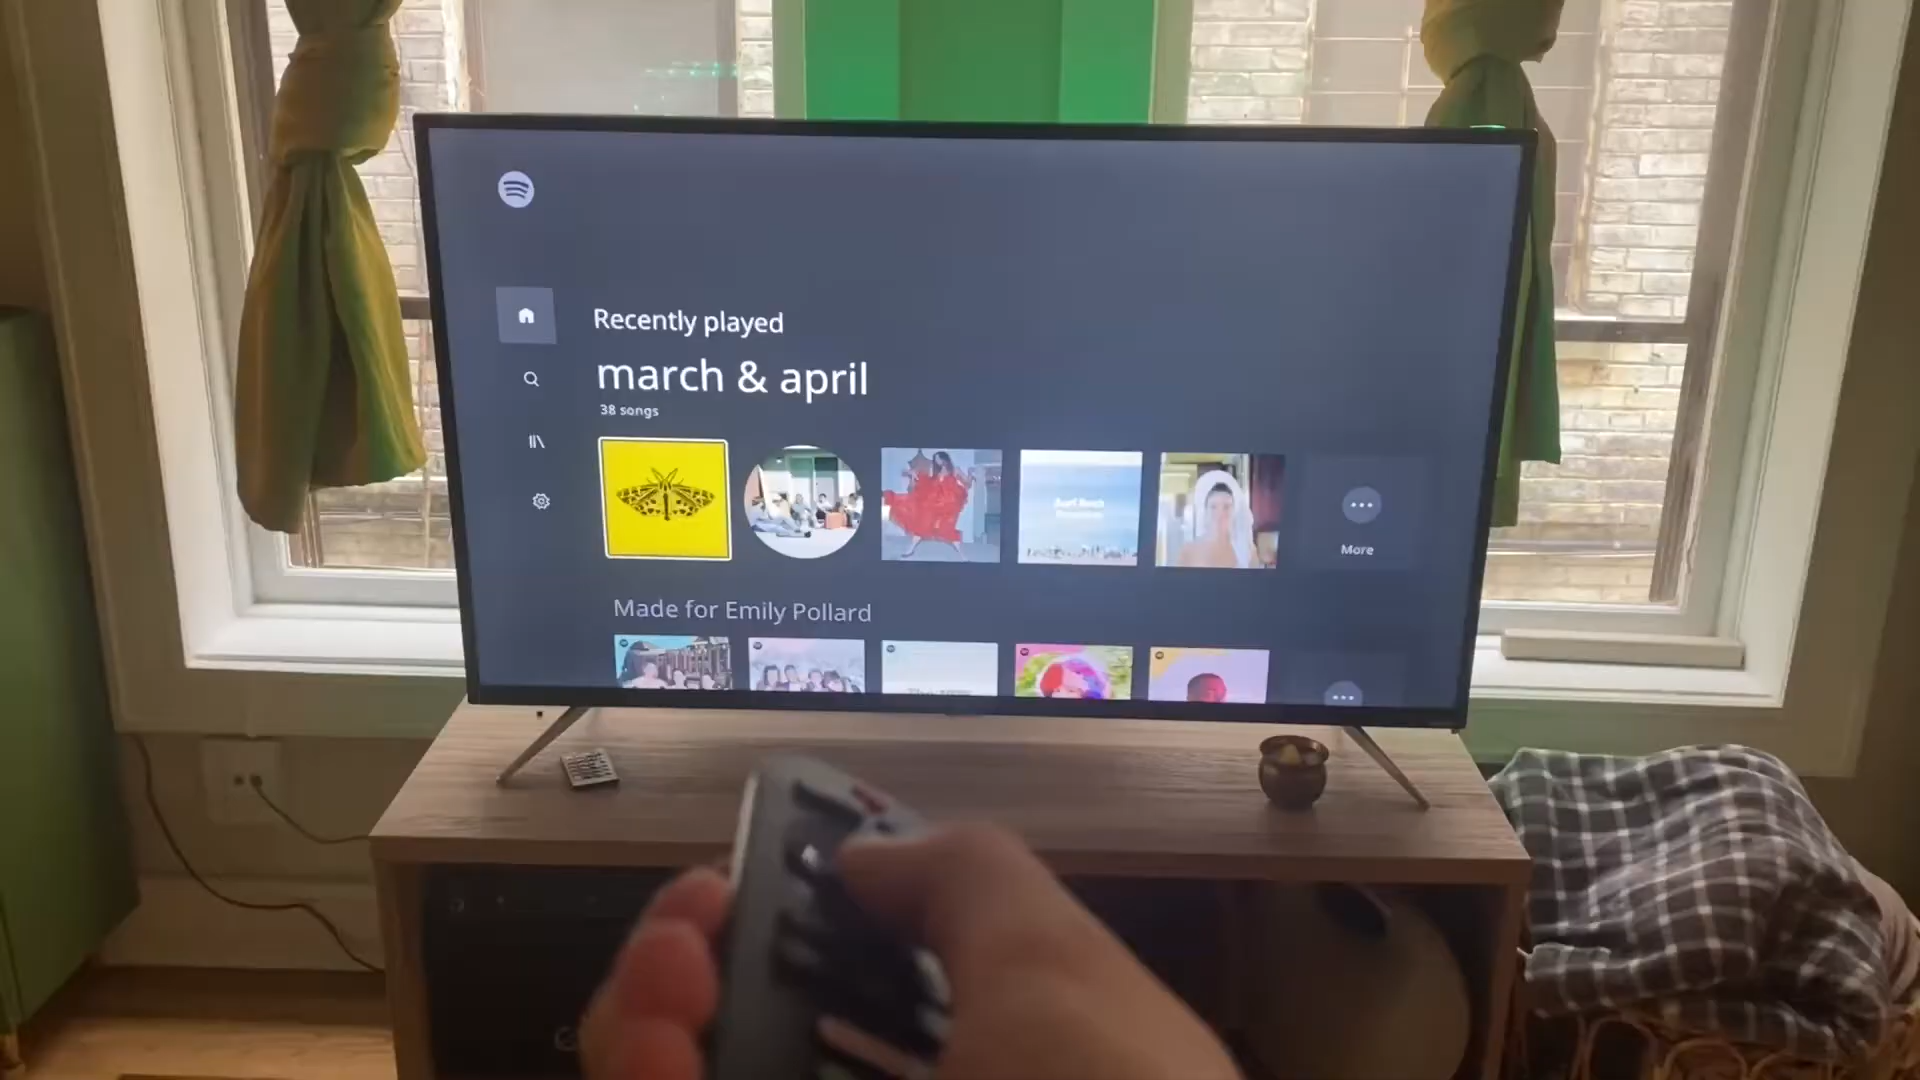 Recently played
march & april
38 songs
More
Made for Emily Pollard